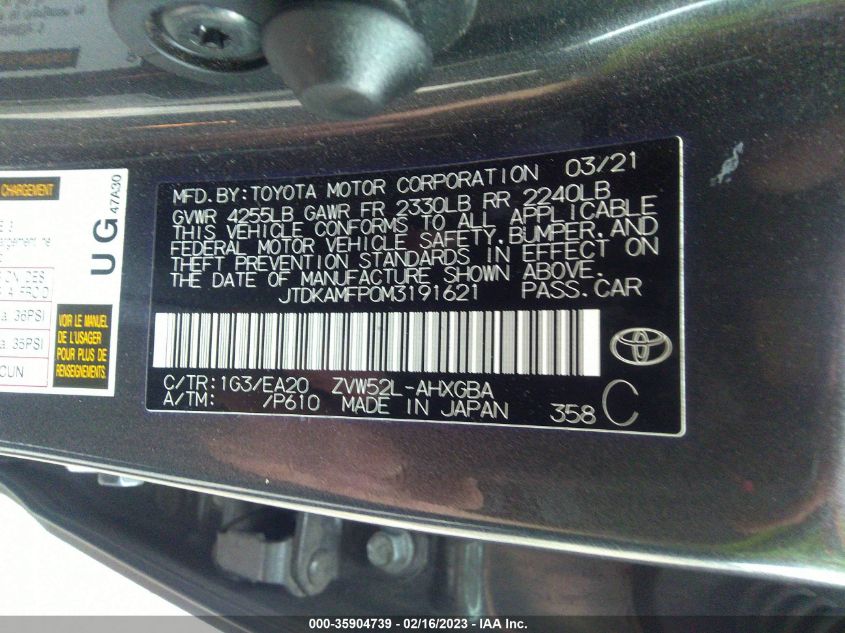 CHARGEMENT
UG
47A30
a. 36PSI
a. 35PSI
CUN
VOIR LE MANUEL
DE L'USAGER
POUR PLUS DE
RENSEIGNEMENTS.
MFD. BY: TOYOTA MOTOR CORPORATION 03/21
GVWR 4255LB GAWR FR 2330LB RR 2240LB
THIS VEHICLE CONFORMS TO ALL APPLICABLE
FEDERAL MOTOR VEHICLE SAFETY, BUMPER, AND
THEFT PREVENTION STANDARDS IN EFFECT ON
THE DATE OF MANUFACTURE SHOWN ABOVE.
JTDKAMFP0M3191621 PASS. CAR
C/TR: 1G3/EA20 ZVW52L-AHXGBA
A/TM: /P610 MADE IN JAPAN 358 C
000-35904739 - 02/16/2023 - IAA Inc.